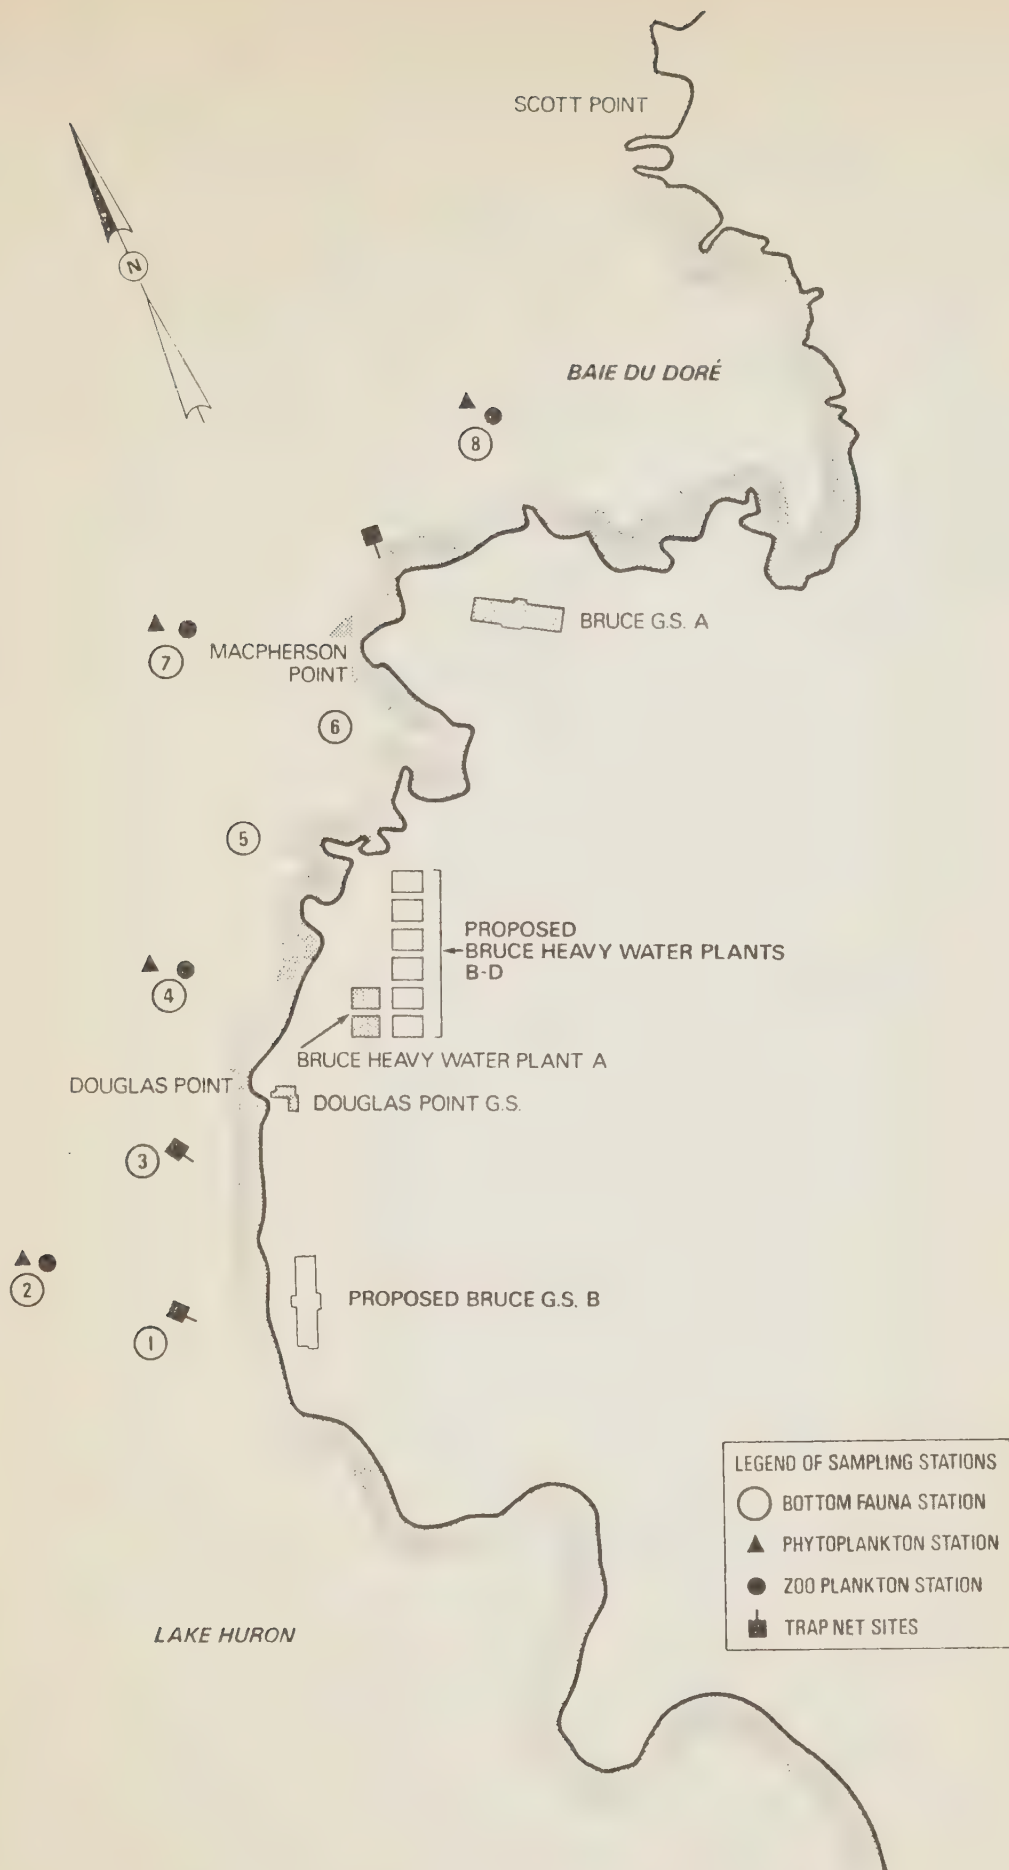 SCOTT POINT
N
BAIE DU DORÉ
8
BRUCE G.S. A
7
MACPHERSON
POINT
6
5
PROPOSED
BRUCE HEAVY WATER PLANTS
B-D
4
BRUCE HEAVY WATER PLANT A
DOUGLAS POINT
DOUGLAS POINT G.S.
3
2
PROPOSED BRUCE G.S. B
1
LEGEND OF SAMPLING STATIONS
BOTTOM FAUNA STATION
PHYTOPLANKTON STATION
ZOO PLANKTON STATION
TRAP NET SITES
LAKE HURON